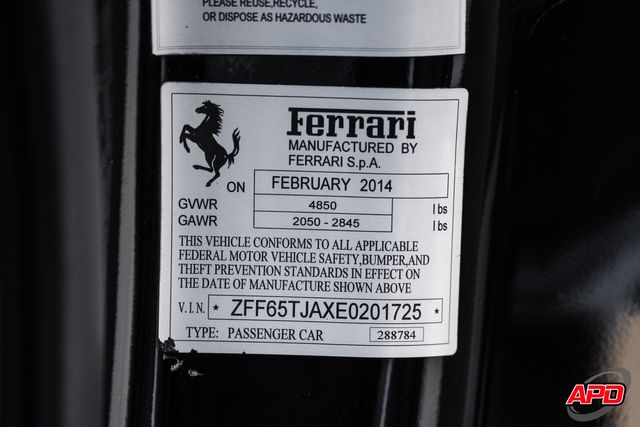 PLEASE REUSE,RECYCLE,
OR DISPOSE AS HAZARDOUS WASTE
Ferrari
MANUFACTURED BY
FERRARI S.p.A.
ON FEBRUARY 2014
GVWR 4850 lbs
GAWR 2050 - 2845 lbs
THIS VEHICLE CONFORMS TO ALL APPLICABLE
FEDERAL MOTOR VEHICLE SAFETY,BUMPER,AND
THEFT PREVENTION STANDARDS IN EFFECT ON
THE DATE OF MANUFACTURE SHOWN ABOVE
V.I.N. * ZFF65TJAXE0201725 *
TYPE: PASSENGER CAR 288784
APD